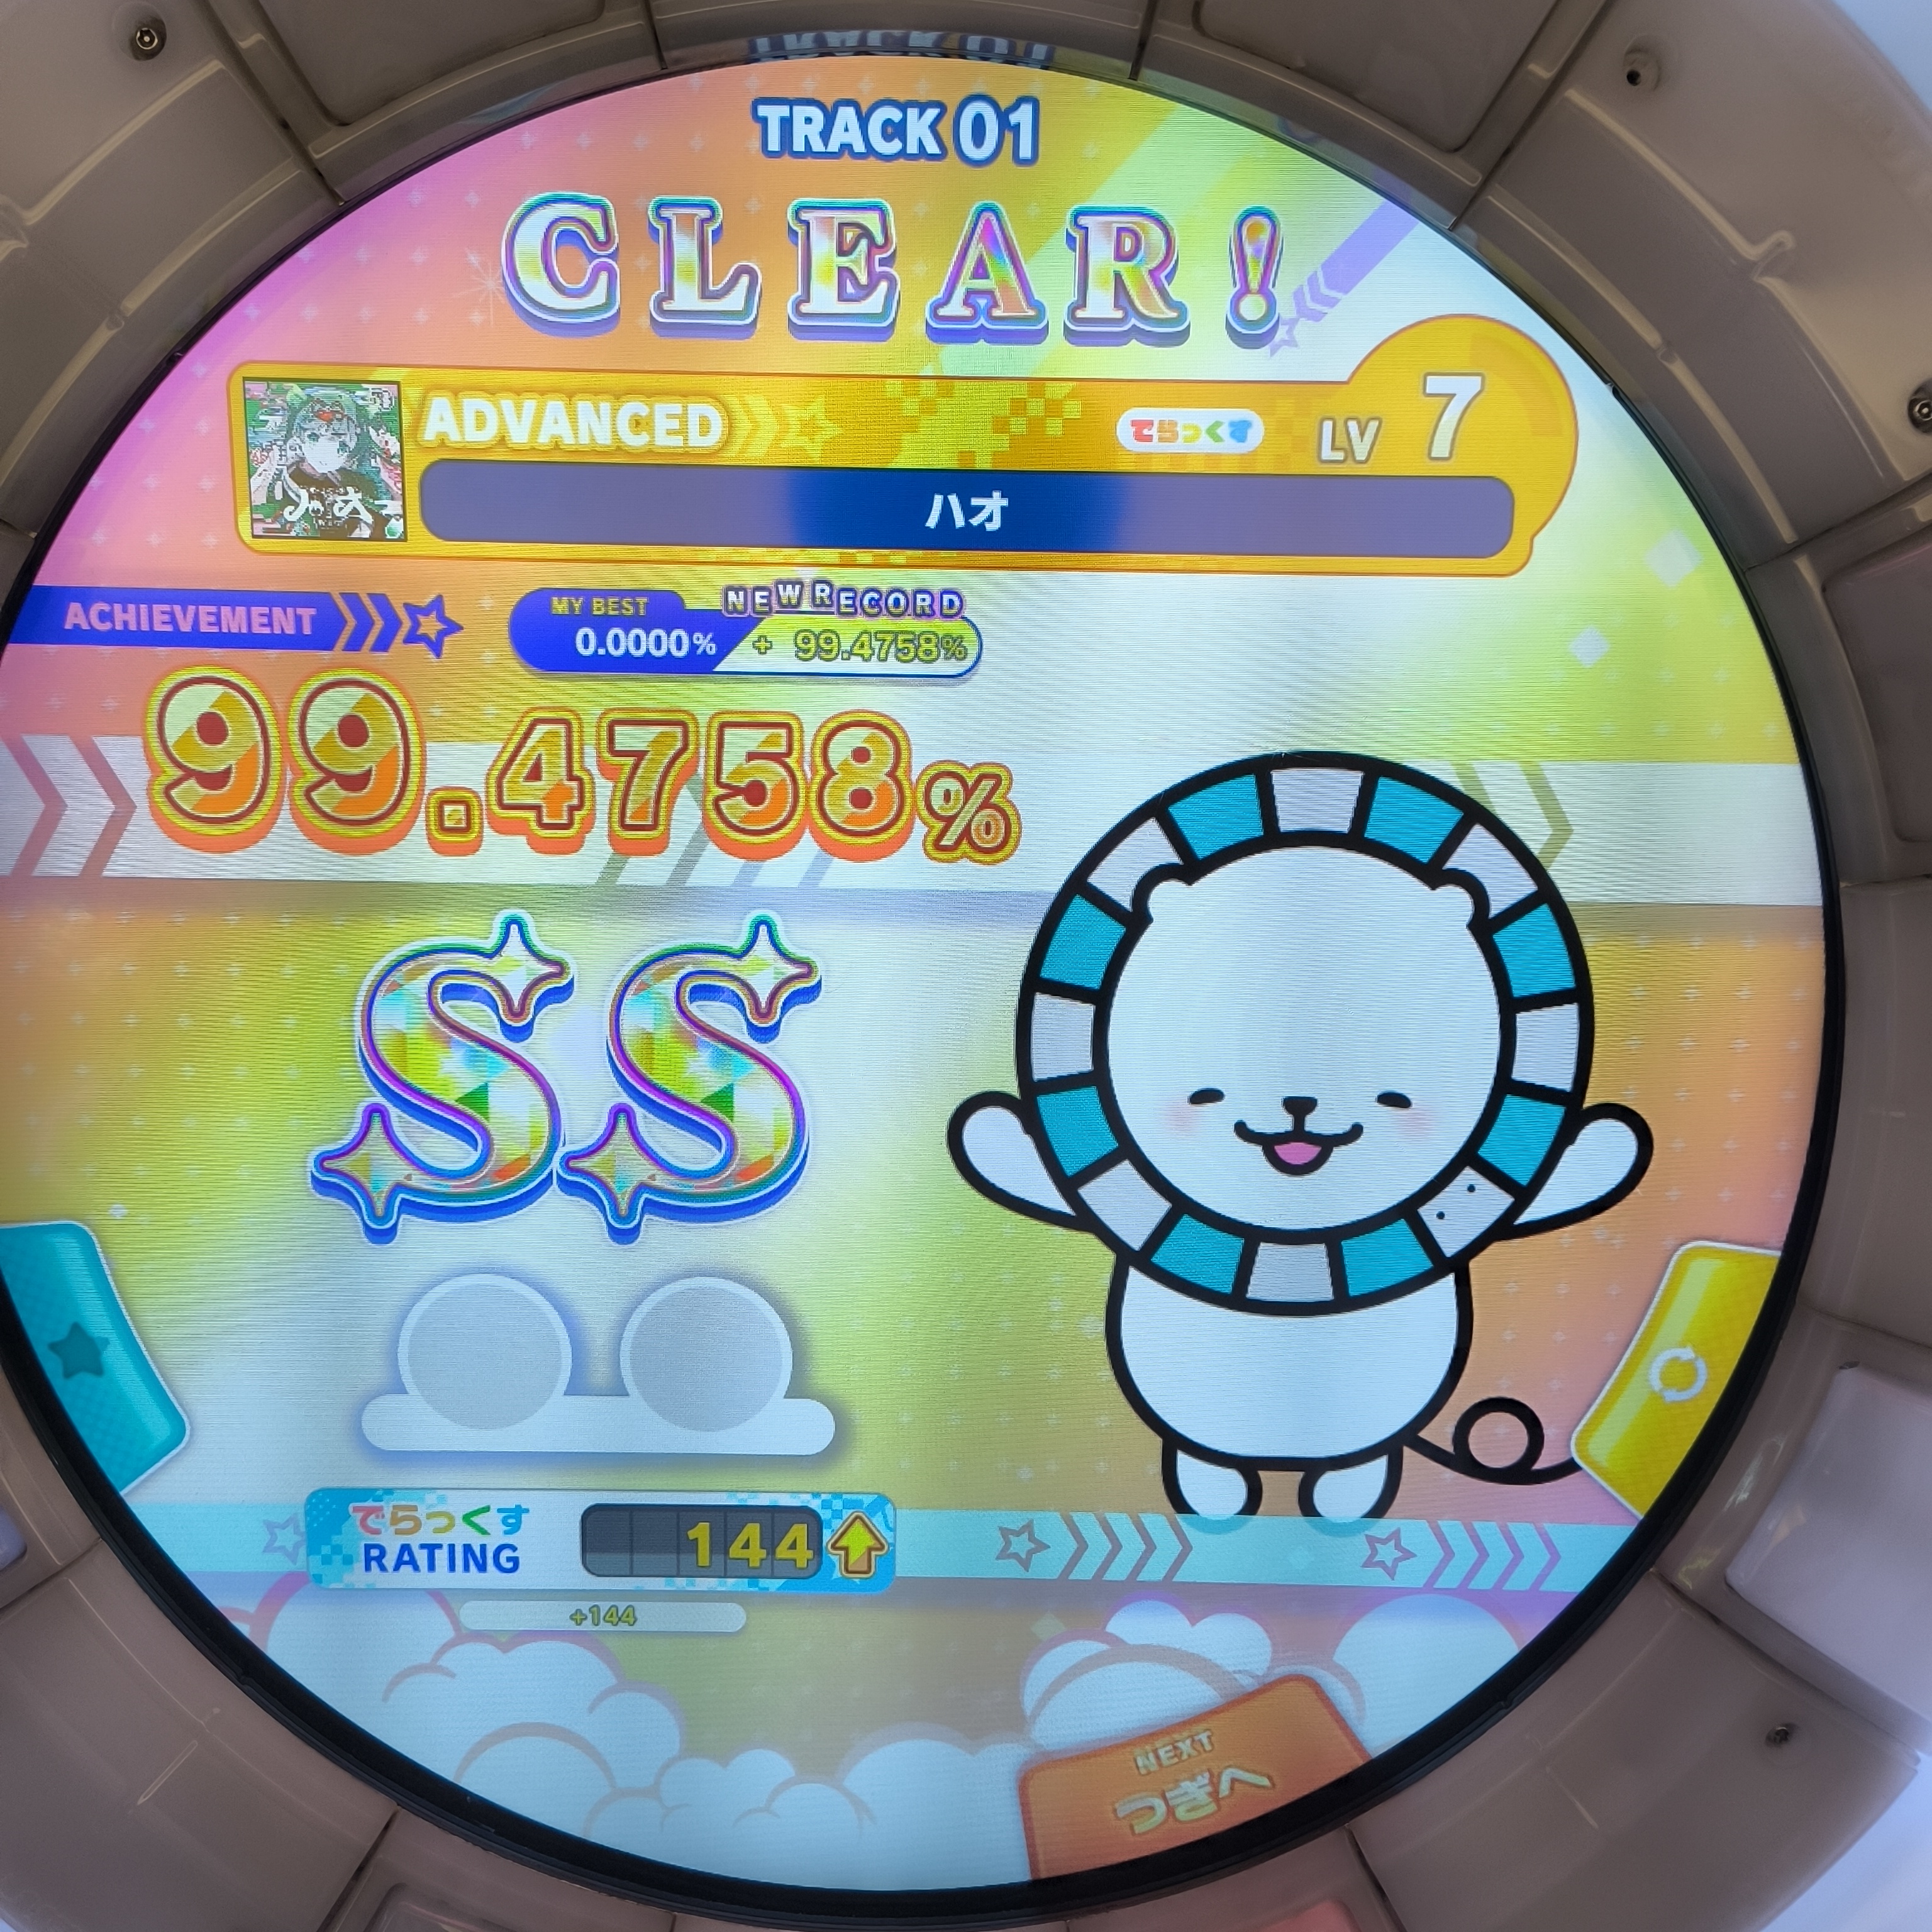 TRACK 01
CLEAR!
ADVANCED
でらっくす
LV 7
ハオ
ACHIEVEMENT
MY BEST
NEW RECORD
0.0000%
+ 99.4758%
99.4758%
SS
でらっくす
RATING
144
+144
NEXT
つぎへ